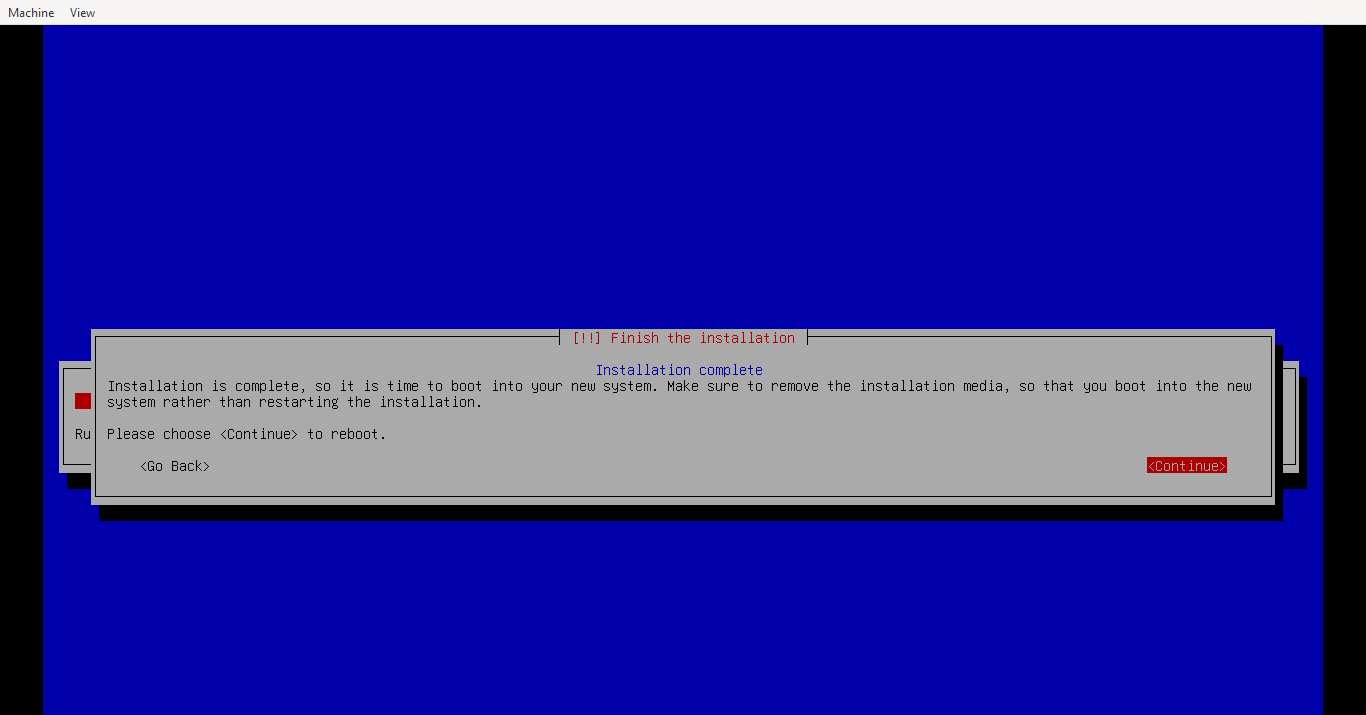 Machine View
[!!] Finish the installation
Installation complete
Installation is complete, so it is time to boot into your new system. Make sure to remove the installation media, so that you boot into the new
system rather than restarting the installation.
Ru
Please choose <Continue> to reboot.
<Go Back> <Continue>